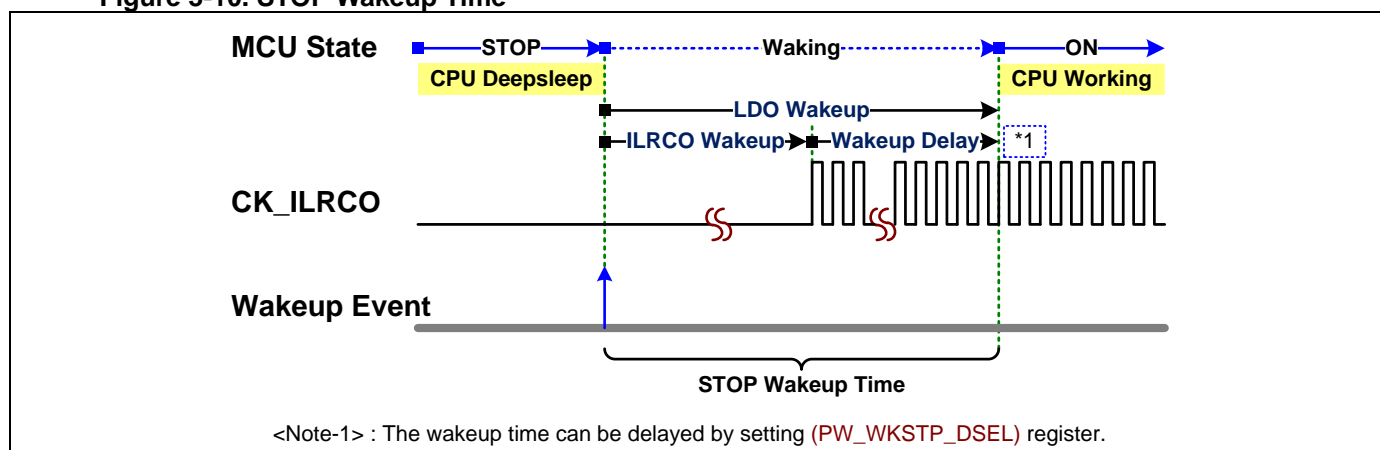 MCU State STOP Waking ON
CPU Deepsleep CPU Working
LDO Wakeup
ILRCO Wakeup Wakeup Delay *1
CK_ILRCO
Wakeup Event
STOP Wakeup Time
<Note-1> : The wakeup time can be delayed by setting (PW_WKSTP_DSEL) register.